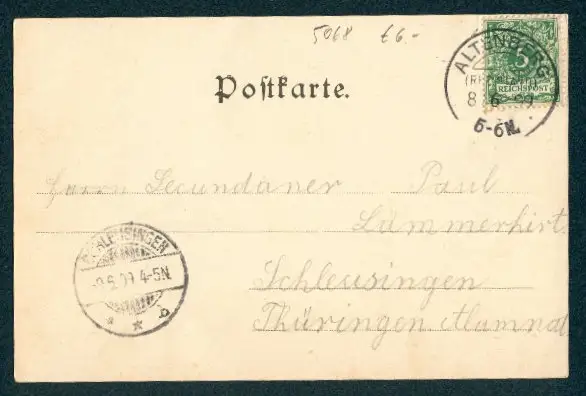 5068 £6.-
ALTENBERG
5
REICHSPOST
8 6 99
6-6N.
Postkarte.
Herrn Secundaner Paul
Lämmerhirt
SCHLEUSINGEN
9.6.99 4-5N.
* * b
Schleusingen
Thüringen Alumnat